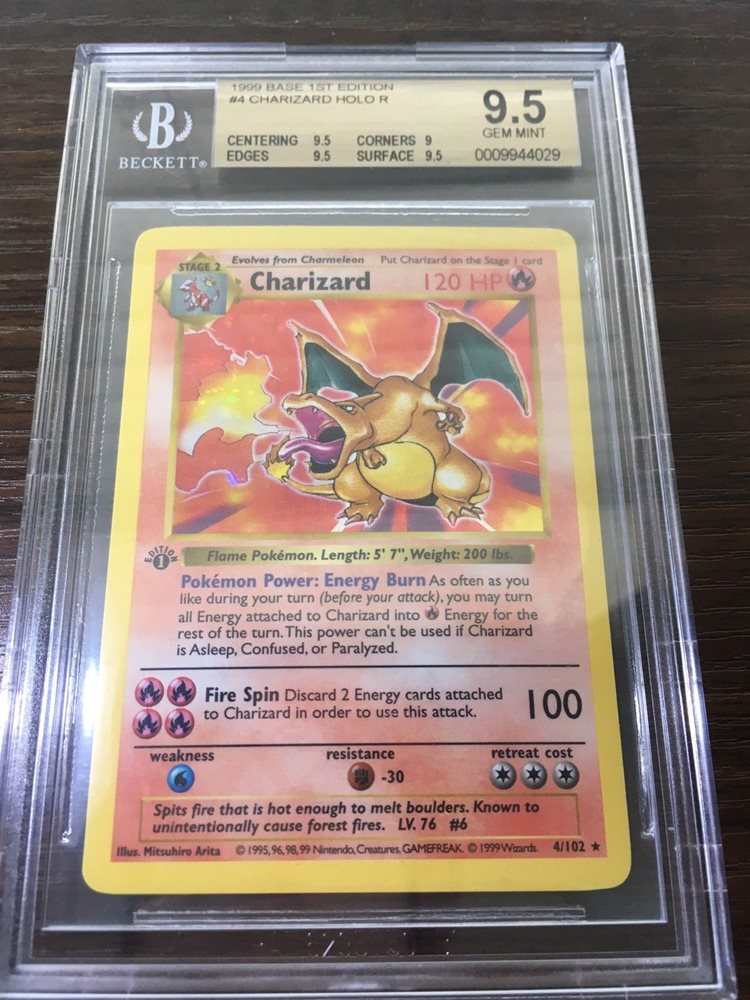 1999 BASE 1ST EDITION
#4 CHARIZARD HOLO R
9.5
GEM MINT
CENTERING 9.5 CORNERS 9
EDGES 9.5 SURFACE 9.5
0009944029
B
BECKETT®
STAGE 2
Evolves from Charmeleon Put Charizard on the Stage 1 card
Charizard 120 HP
EDITION
1
Flame Pokémon. Length: 5' 7", Weight: 200 lbs.
Pokémon Power: Energy Burn As often as you
like during your turn (before your attack), you may turn
all Energy attached to Charizard into Energy for the
rest of the turn. This power can't be used if Charizard
is Asleep, Confused, or Paralyzed.
Fire Spin Discard 2 Energy cards attached
to Charizard in order to use this attack.
100
weakness resistance retreat cost
-30
Spits fire that is hot enough to melt boulders. Known to
unintentionally cause forest fires. LV. 76 #6
Illus. Mitsuhiro Arita © 1995, 96, 98, 99 Nintendo, Creatures, GAMEFREAK. © 1999 Wizards. 4/102 ★